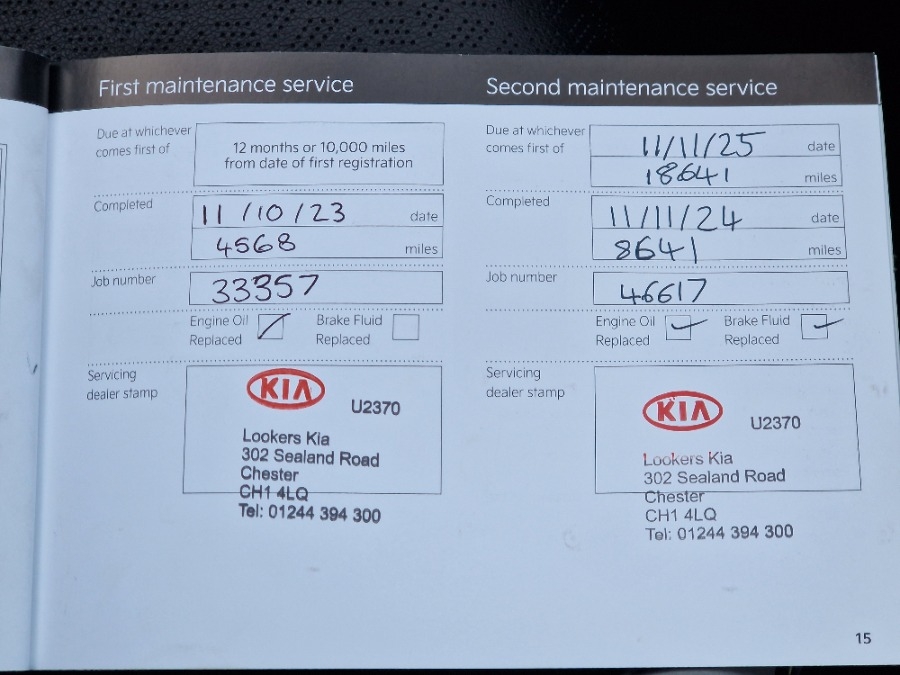 First maintenance service
Due at whichever
comes first of
12 months or 10,000 miles
from date of first registration
Completed
11/10/23 date
4568 miles
Job number
33357
Engine Oil
Replaced
Brake Fluid
Replaced
Servicing
dealer stamp
KIA
U2370
Lookers Kia
302 Sealand Road
Chester
CH1 4LQ
Tel: 01244 394 300
Second maintenance service
Due at whichever
comes first of
11/11/25 date
18641 miles
Completed
11/11/24 date
8641 miles
Job number
46617
Engine Oil
Replaced
Brake Fluid
Replaced
Servicing
dealer stamp
KIA
U2370
Lookers Kia
302 Sealand Road
Chester
CH1 4LQ
Tel: 01244 394 300
15